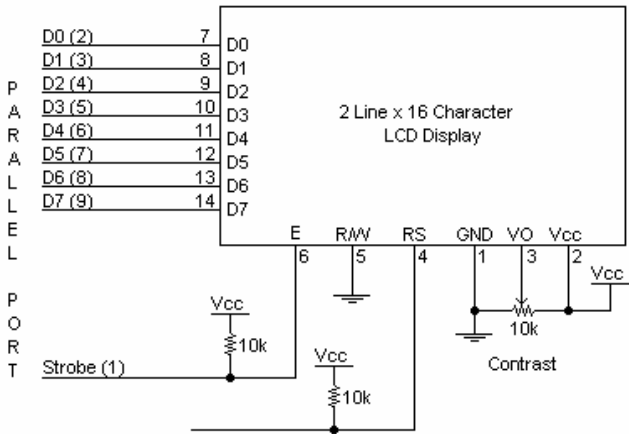 D0 (2) 7 D0
D1 (3) 8 D1
D2 (4) 9 D2
D3 (5) 10 D3
D4 (6) 11 D4
D5 (7) 12 D5
D6 (8) 13 D6
D7 (9) 14 D7
PARALLEL PORT
2 Line x 16 Character
LCD Display
E R/W RS GND VO Vcc
6 5 4 1 3 2
Vcc
10k
Contrast
Vcc
10k
Strobe (1)
Vcc
10k